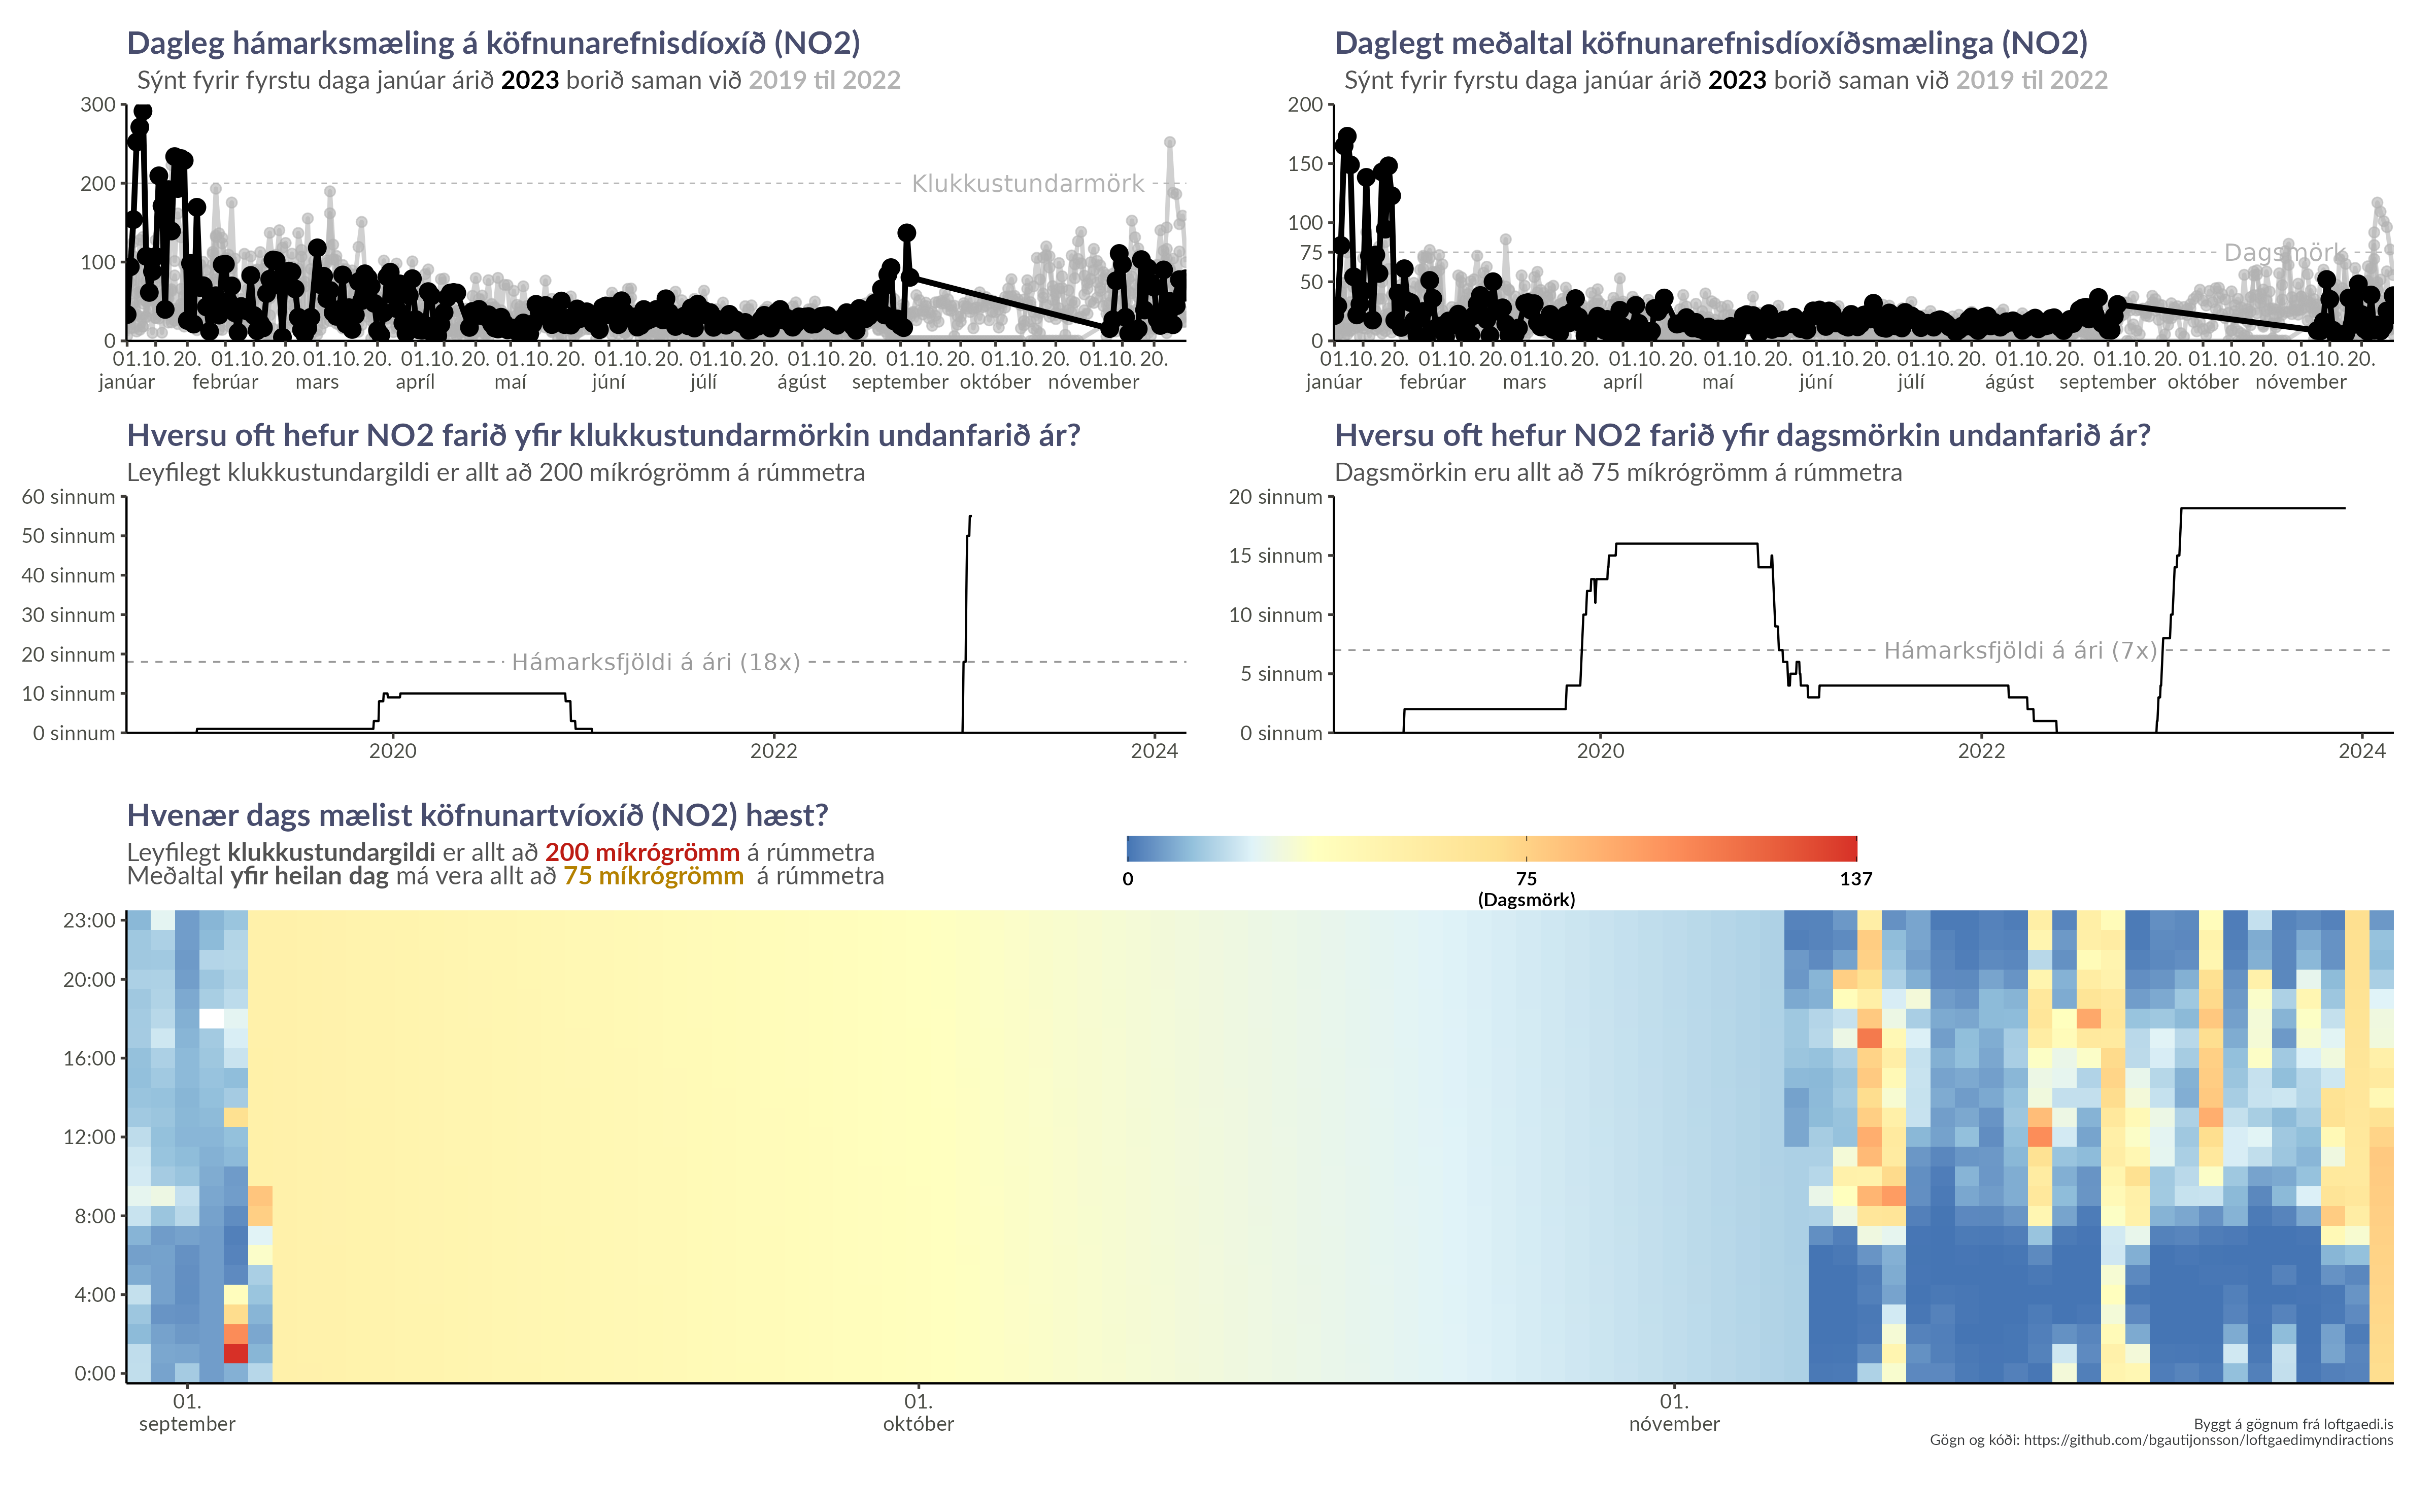 Dagleg hámarksmæling á köfnunarefnisdíoxíð (NO2)
Sýnt fyrir fyrstu daga janúar árið 2023 borið saman við 2019 til 2022
300
200
100
0
Klukkustundarmörk
01. 10. 20. 01. 10. 20. 01. 10. 20. 01. 10. 20. 01. 10. 20. 01. 10. 20. 01. 10. 20. 01. 10. 20. 01. 10. 20. 01. 10. 20. 01. 10. 20.
janúar febrúar mars apríl maí júní júlí ágúst september október nóvember
Daglegt meðaltal köfnunarefnisdíoxíðsmælinga (NO2)
Sýnt fyrir fyrstu daga janúar árið 2023 borið saman við 2019 til 2022
200
150
100
75
50
0
Dagsmörk
01. 10. 20. 01. 10. 20. 01. 10. 20. 01. 10. 20. 01. 10. 20. 01. 10. 20. 01. 10. 20. 01. 10. 20. 01. 10. 20. 01. 10. 20. 01. 10. 20.
janúar febrúar mars apríl maí júní júlí ágúst september október nóvember
Hversu oft hefur NO2 farið yfir klukkustundarmörkin undanfarið ár?
Leyfilegt klukkustundargildi er allt að 200 míkrógrömm á rúmmetra
60 sinnum
50 sinnum
40 sinnum
30 sinnum
20 sinnum
10 sinnum
0 sinnum
Hámarksfjöldi á ári (18x)
2020 2022 2024
Hversu oft hefur NO2 farið yfir dagsmörkin undanfarið ár?
Dagsmörkin eru allt að 75 míkrógrömm á rúmmetra
20 sinnum
15 sinnum
10 sinnum
5 sinnum
0 sinnum
Hámarksfjöldi á ári (7x)
2020 2022 2024
Hvenær dags mælist köfnunartvíoxíð (NO2) hæst?
Leyfilegt klukkustundargildi er allt að 200 míkrógrömm á rúmmetra
Meðaltal yfir heilan dag má vera allt að 75 míkrógrömm á rúmmetra
0 75 137
(Dagsmörk)
23:00
20:00
16:00
12:00
8:00
4:00
0:00
01. 01. 01.
september október nóvember
Byggt á gögnum frá loftgaedi.is
Gögn og kóði: https://github.com/bgautijonsson/loftgaedimyndiractions